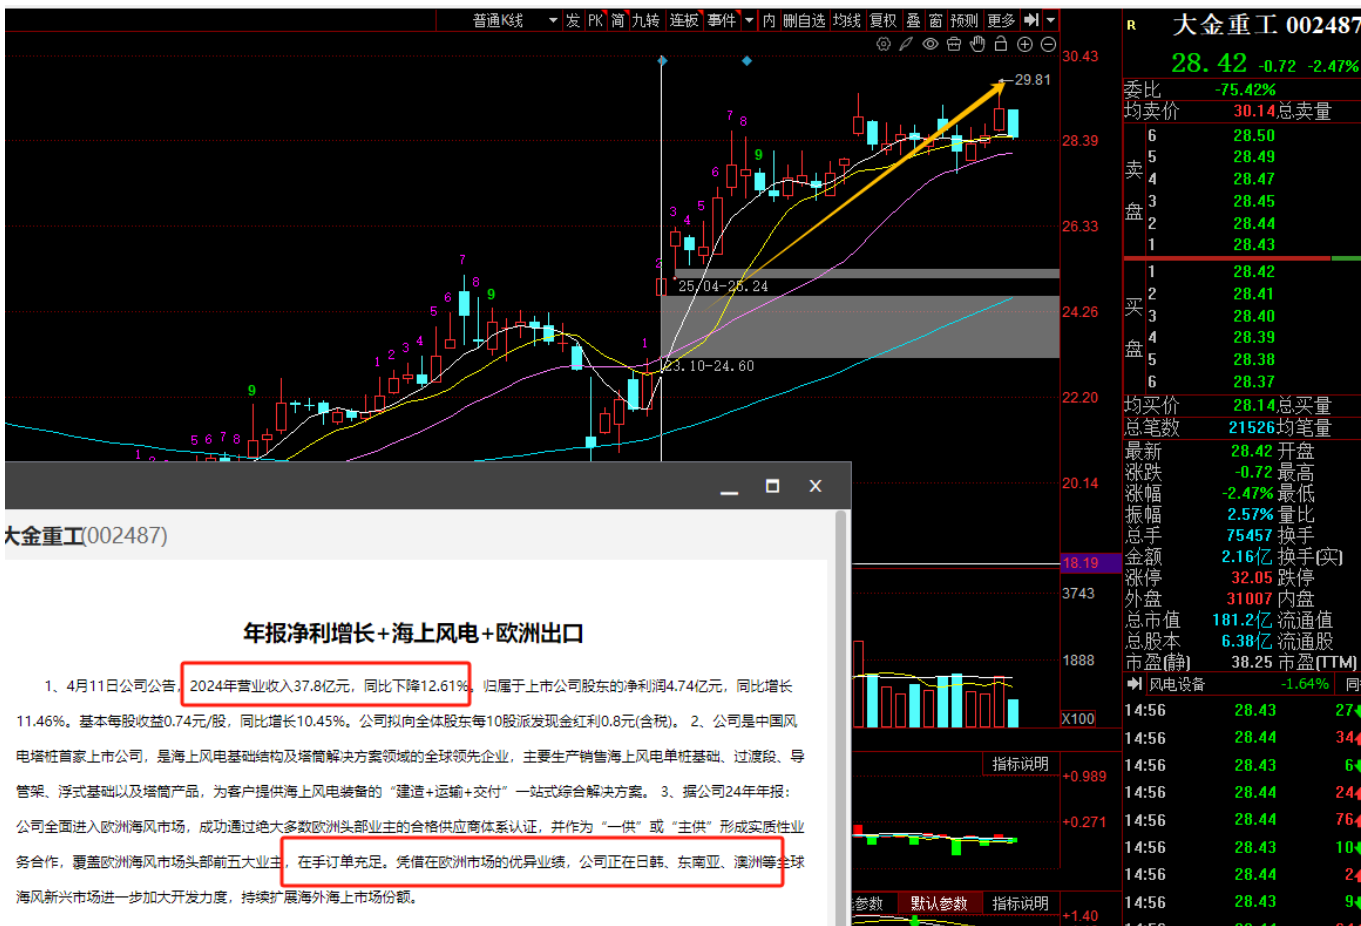 普通K线 发 PK 简 九转 连板 事件 内 删自选 均线 复权 叠 窗 预测 更多
R 大金重工 002487
28.42 -0.72 -2.47%
委比 -75.42%
均卖价 30.14 总卖量
卖盘
6 28.50
5 28.49
4 28.47
3 28.45
2 28.44
1 28.43
买盘
1 28.42
2 28.41
3 28.40
4 28.39
5 28.38
6 28.37
均买价 28.14 总买量
总笔数 21526 均笔量
最新 28.42 开盘
涨跌 -0.72 最高
涨幅 -2.47% 最低
振幅 2.57% 量比
总手 75457 换手
金额 2.16亿 换手(实)
涨停 32.05 跌停
外盘 31007 内盘
总市值 181.2亿 流通值
总股本 6.38亿 流通股
市盈(静) 38.25 市盈(TTM)
风电设备 -1.64%
14:56 28.43 27
14:56 28.44 34
14:56 28.43 6
14:56 28.44 24
14:56 28.44 76
14:56 28.43 10
14:56 28.44 2
14:56 28.43 9
30.43
28.39
26.33
24.26
22.20
20.14
18.19
3743
1888
X100
+0.989
+0.271
+1.40
29.81
7 8
9
6
3 4 5
2
25.04-25.24
7
8
9
6
5
1 2 3 4
1
23.10-24.60
9
5 6 7 8
指标说明
参数 默认参数 指标说明
大金重工(002487)
年报净利增长+海上风电+欧洲出口
1、4月11日公司公告，2024年营业收入37.8亿元，同比下降12.61%。归属于上市公司股东的净利润4.74亿元，同比增长
11.46%。基本每股收益0.74元/股，同比增长10.45%。公司拟向全体股东每10股派发现金红利0.8元(含税)。 2、公司是中国风
电塔桩首家上市公司，是海上风电基础结构及塔筒解决方案领域的全球领先企业，主要生产销售海上风电单桩基础、过渡段、导
管架、浮式基础以及塔筒产品，为客户提供海上风电装备的“建造+运输+交付”一站式综合解决方案。 3、据公司24年年报：
公司全面进入欧洲海风市场，成功通过绝大多数欧洲头部业主的合格供应商体系认证，并作为“一供”或“主供”形成实质性业
务合作，覆盖欧洲海风市场头部前五大业主，在手订单充足。凭借在欧洲市场的优异业绩，公司正在日韩、东南亚、澳洲等全球
海风新兴市场进一步加大开发力度，持续扩展海外海上市场份额。